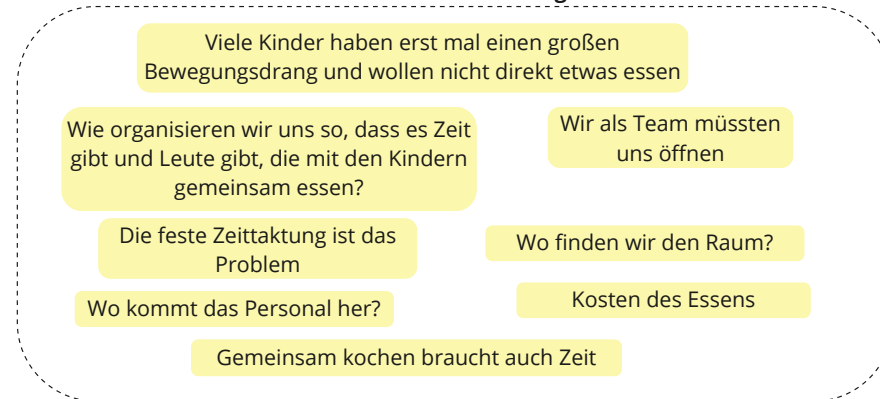 Viele Kinder haben erst mal einen großen
Bewegungsdrang und wollen nicht direkt etwas essen
Wie organisieren wir uns so, dass es Zeit
gibt und Leute gibt, die mit den Kindern
gemeinsam essen?
Wir als Team müssten
uns öffnen
Die feste Zeittaktung ist das
Problem
Wo finden wir den Raum?
Wo kommt das Personal her?
Kosten des Essens
Gemeinsam kochen braucht auch Zeit